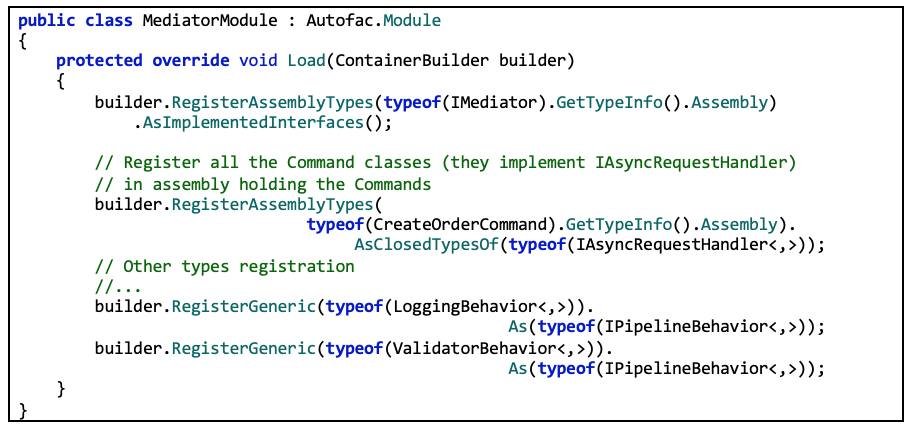 public class MediatorModule : Autofac.Module
{
    protected override void Load(ContainerBuilder builder)
    {
        builder.RegisterAssemblyTypes(typeof(IMediator).GetTypeInfo().Assembly)
            .AsImplementedInterfaces();

        // Register all the Command classes (they implement IAsyncRequestHandler)
        // in assembly holding the Commands
        builder.RegisterAssemblyTypes(
                              typeof(CreateOrderCommand).GetTypeInfo().Assembly).
                                   AsClosedTypesOf(typeof(IAsyncRequestHandler<,>));
        // Other types registration
        //...
        builder.RegisterGeneric(typeof(LoggingBehavior<,>)).
                                                   As(typeof(IPipelineBehavior<,>));
        builder.RegisterGeneric(typeof(ValidatorBehavior<,>)).
                                                   As(typeof(IPipelineBehavior<,>));
    }
}